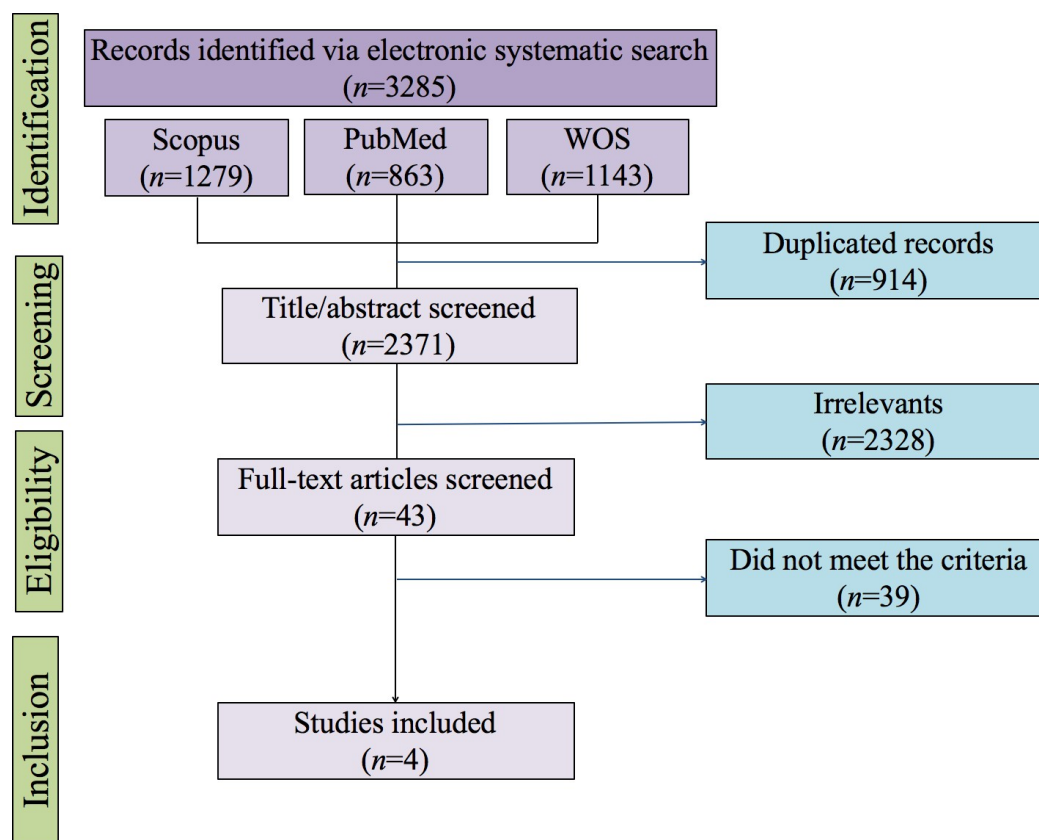 Identification
Records identified via electronic systematic search
(n=3285)
Scopus
(n=1279)
PubMed
(n=863)
WOS
(n=1143)
Duplicated records
(n=914)
Screening
Title/abstract screened
(n=2371)
Irrelevants
(n=2328)
Eligibility
Full-text articles screened
(n=43)
Did not meet the criteria
(n=39)
Inclusion
Studies included
(n=4)